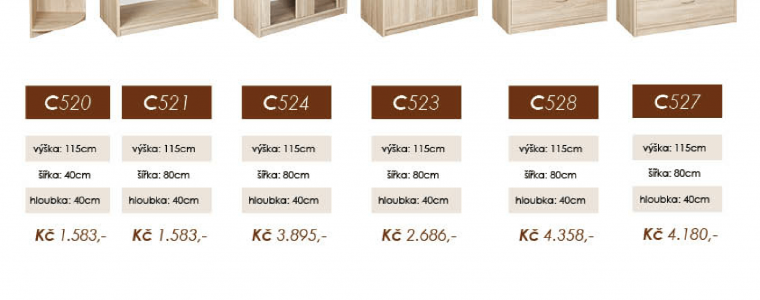 C520 C521 C524 C523 C528 C527
výška: 115cm výška: 115cm výška: 115cm výška: 115cm výška: 115cm výška: 115cm
šířka: 40cm šířka: 80cm šířka: 80cm šířka: 80cm šířka: 80cm šířka: 80cm
hloubka: 40cm hloubka: 40cm hloubka: 40cm hloubka: 40cm hloubka: 40cm hloubka: 40cm
Kč 1.583,- Kč 1.583,- Kč 3.895,- Kč 2.686,- Kč 4.358,- Kč 4.180,-